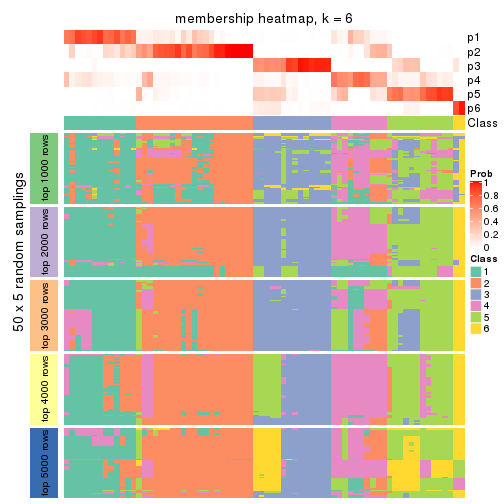 membership heatmap, k = 6
p1
p2
p3
p4
p5
p6
Class
50 x 5 random samplings
top 1000 rows
top 2000 rows
top 3000 rows
top 4000 rows
top 5000 rows
Prob
1
0.8
0.6
0.4
0.2
0
Class
1
2
3
4
5
6